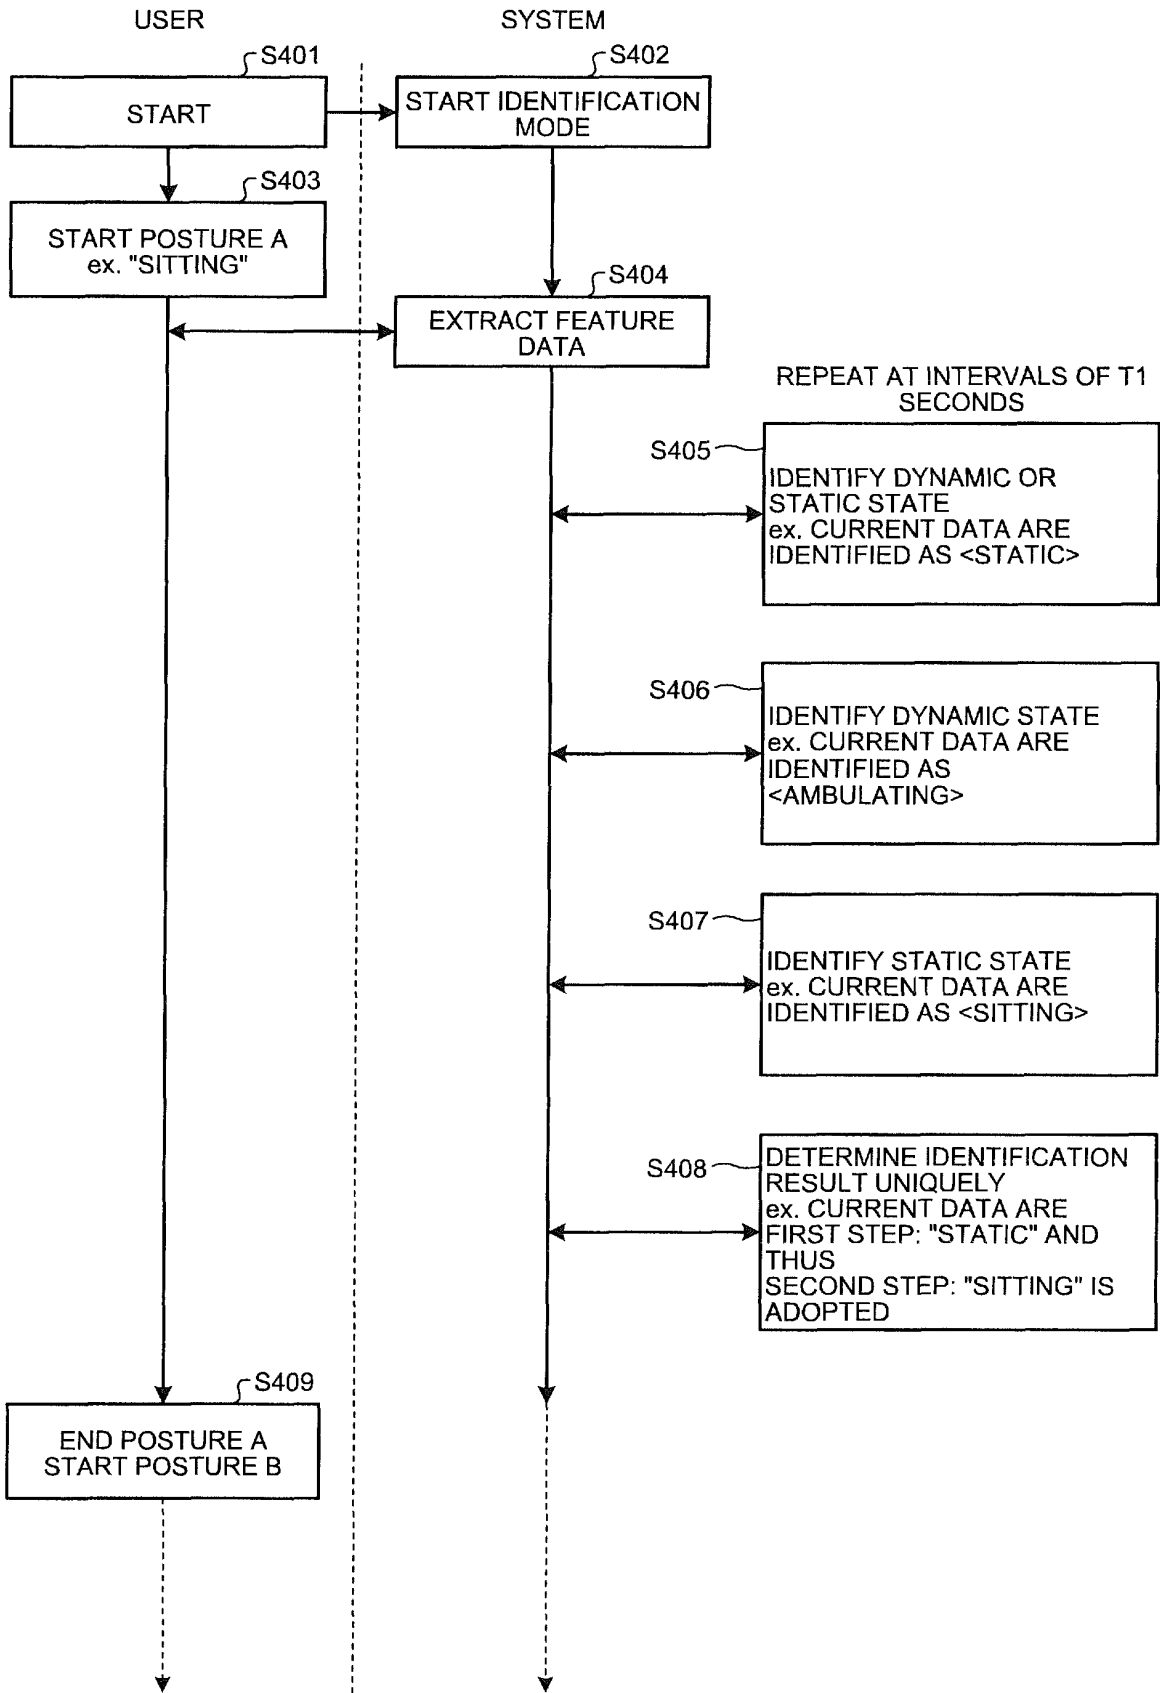 USER
SYSTEM
S401
START
S402
START IDENTIFICATION
MODE
S403
START POSTURE A
ex. "SITTING"
S404
EXTRACT FEATURE
DATA
REPEAT AT INTERVALS OF T1
SECONDS
S405
IDENTIFY DYNAMIC OR
STATIC STATE
ex. CURRENT DATA ARE
IDENTIFIED AS <STATIC>
S406
IDENTIFY DYNAMIC STATE
ex. CURRENT DATA ARE
IDENTIFIED AS
<AMBULATING>
S407
IDENTIFY STATIC STATE
ex. CURRENT DATA ARE
IDENTIFIED AS <SITTING>
S408
DETERMINE IDENTIFICATION
RESULT UNIQUELY
ex. CURRENT DATA ARE
FIRST STEP: "STATIC" AND
THUS
SECOND STEP: "SITTING" IS
ADOPTED
S409
END POSTURE A
START POSTURE B